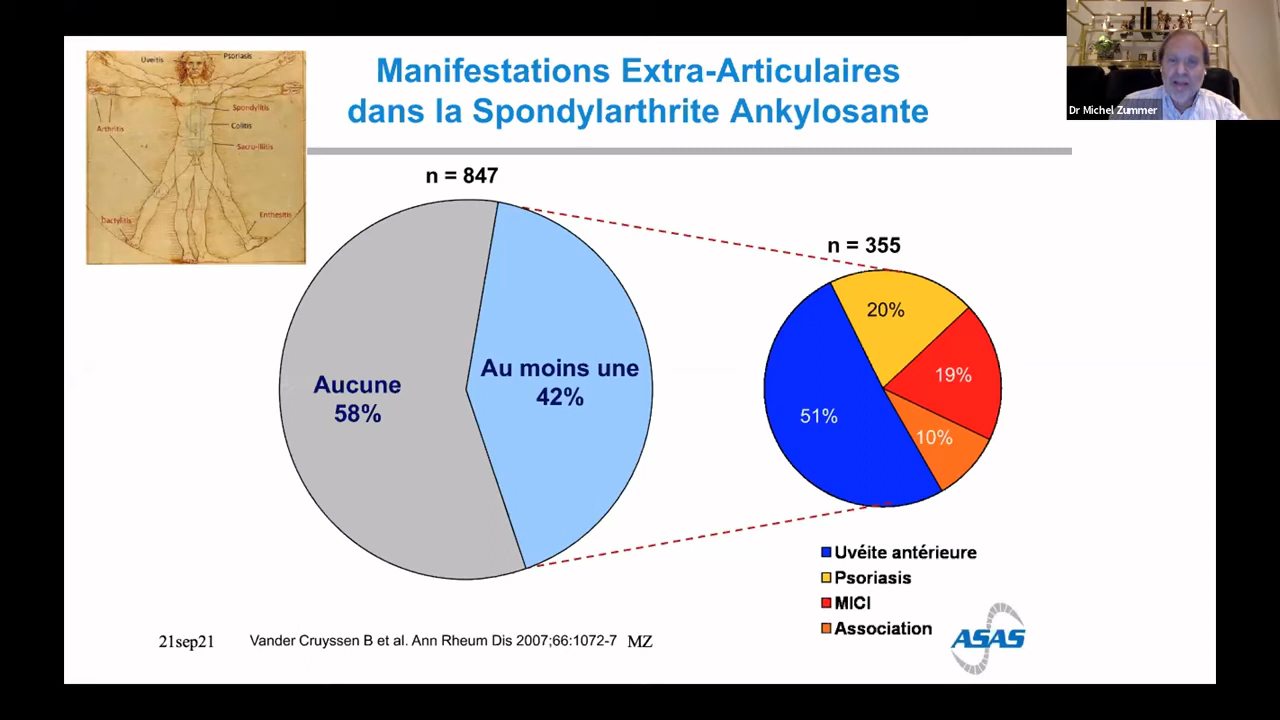 Dr Michel Zummer
Manifestations Extra-Articulaires
dans la Spondylarthrite Ankylosante
Uveitis
Psoriasis
Spondylitis
Colitis
Arthritis
Sacro-iliitis
Dactylitis
Enthesitis
n = 847
n = 355
Aucune
58%
Au moins une
42%
20%
19%
51%
10%
Uvéite antérieure
Psoriasis
MICI
Association
21sep21
Vander Cruyssen B et al. Ann Rheum Dis 2007;66:1072-7
MZ
ASAS